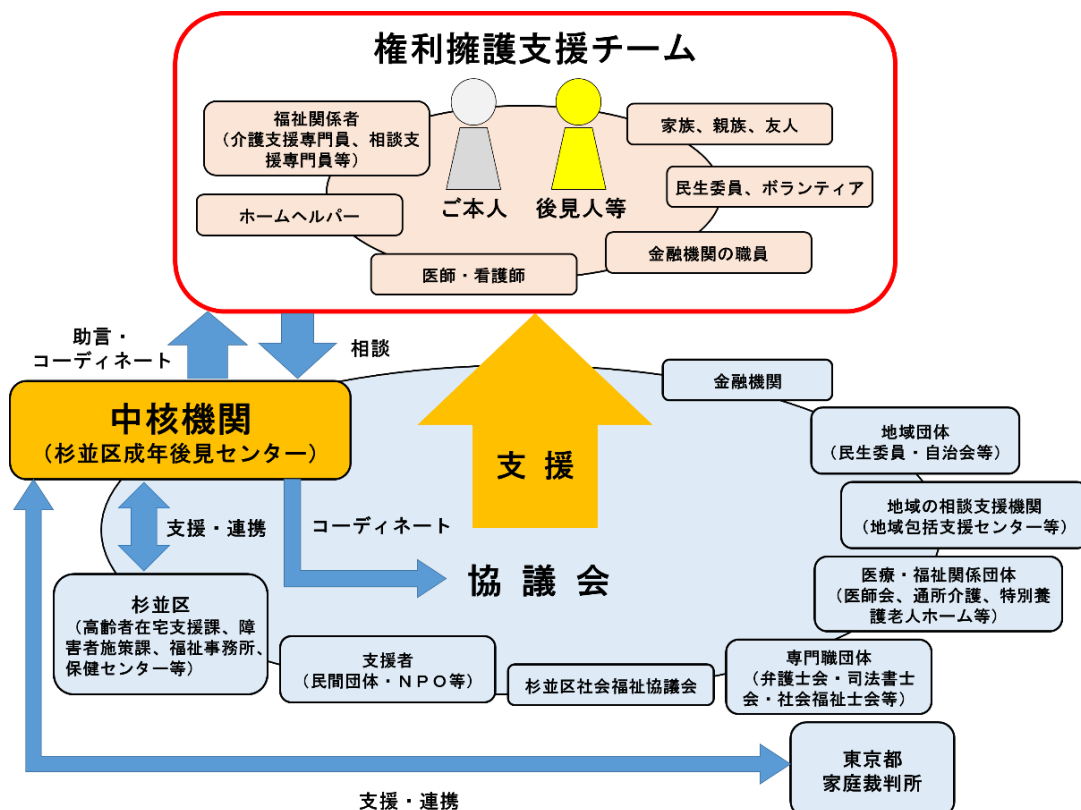 権利擁護支援チーム
福祉関係者
（介護支援専門員、相談支
援専門員等）
家族、親族、友人
民生委員、ボランティア
ホームヘルパー
ご本人
後見人等
金融機関の職員
医師・看護師
助言・
コーディネート
相談
中核機関
（杉並区成年後見センター）
金融機関
支 援
地域団体
（民生委員・自治会等）
地域の相談支援機関
（地域包括支援センター等）
支援・連携
コーディネート
協 議 会
医療・福祉関係団体
（医師会、通所介護、特別養
護老人ホーム等）
杉並区
（高齢者在宅支援課、障
害者施策課、福祉事務所、
保健センター等）
支援者
（民間団体・ＮＰＯ等）
杉並区社会福祉協議会
専門職団体
（弁護士会・司法書士
会・社会福祉士会等）
東京都
家庭裁判所
支援・連携